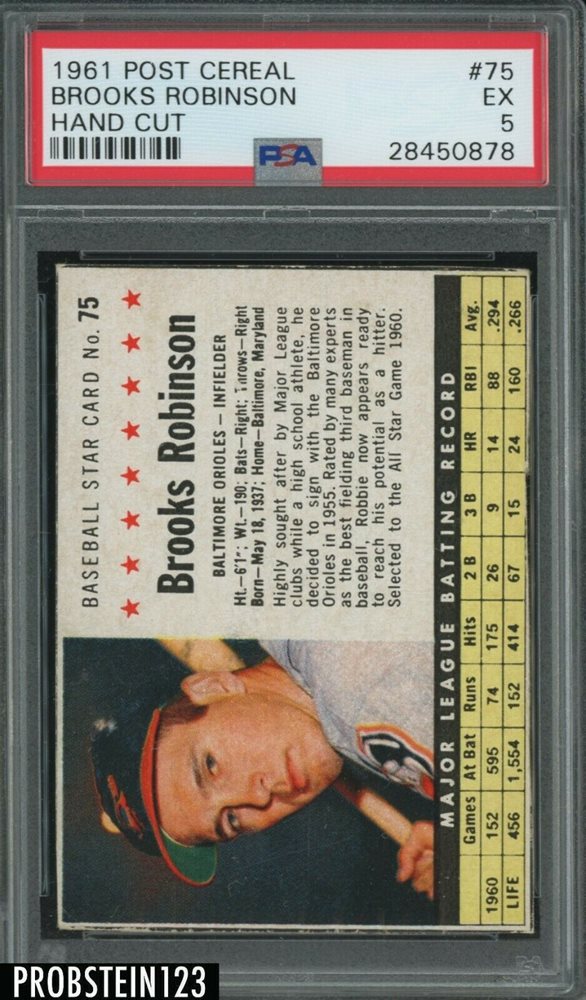 1961 POST CEREAL #75
BROOKS ROBINSON EX
HAND CUT 5
PSA 28450878
BASEBALL STAR CARD No. 75
Brooks Robinson
BALTIMORE ORIOLES — INFIELDER
Ht.—6'1"; Wt.—190; Bats—Right; Throws—Right
Born—May 18, 1937; Home—Baltimore, Maryland
Highly sought after by Major League
clubs while a high school athlete, he
decided to sign with the Baltimore
Orioles in 1955. Rated by many experts
as the best fielding third baseman in
baseball, Robbie now appears ready
to reach his potential as a hitter.
Selected to the All Star Game 1960.
MAJOR LEAGUE BATTING RECORD
Games At Bat Runs Hits 2 B 3 B HR RBI Avg.
1960 152 595 74 175 26 9 14 88 .294
LIFE 456 1,554 152 414 67 15 24 160 .266
PROBSTEIN123